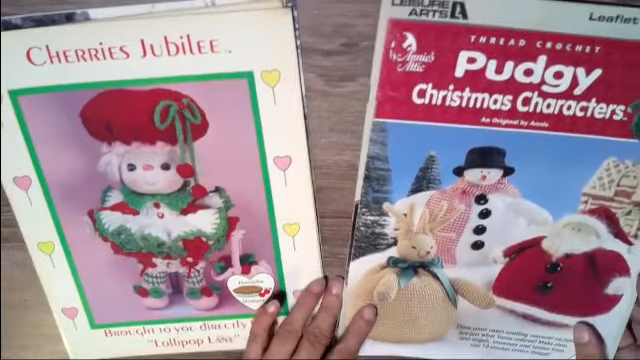 CHERRIES JUBILEE™
BROUGHT TO YOU DIRECTLY
"LOLLIPOP LANE"
LEISURE
ARTS
Leaflet
Annie's
Attic
THREAD CROCHET
Pudgy
Christmas Characters
An Original by Annie